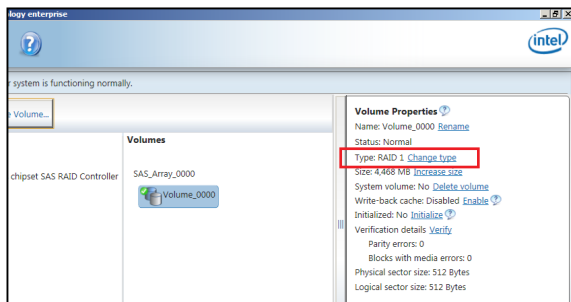 ology enterprise
intel
r system is functioning normally.
e Volume...
Volumes
chipset SAS RAID Controller
SAS_Array_0000
Volume_0000
Volume Properties
Name: Volume_0000 Rename
Status: Normal
Type: RAID 1 Change type
Size: 4,468 MB Increase size
System volume: No Delete volume
Write-back cache: Disabled Enable
Initialized: No Initialize
Verification details Verify
Parity errors: 0
Blocks with media errors: 0
Physical sector size: 512 Bytes
Logical sector size: 512 Bytes